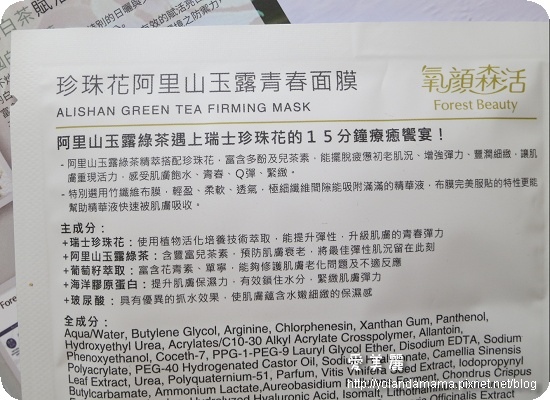 珍珠花阿里山玉露青春面膜
ALISHAN GREEN TEA FIRMING MASK
氧顏森活
Forest Beauty
阿里山玉露綠茶遇上瑞士珍珠花的15分鐘療癒饗宴！
- 阿里山玉露綠茶精萃搭配珍珠花，富含多酚及兒茶素，能擺脫疲憊初老肌況、增強彈力、豐潤細緻，讓肌
膚重現活力，感受肌膚飽水、青春、Q彈、緊緻。
- 特別選用竹纖維布膜，輕盈、柔軟、透氣，極細纖維間隙能吸附滿滿的精華液，布膜完美服貼的特性更能
幫助精華液快速被肌膚吸收。
主成分：
+瑞士珍珠花：使用植物活化培養技術萃取，能提升彈性，升級肌膚的青春彈力
+阿里山玉露綠茶：含豐富兒茶素，預防肌膚衰老，將最佳彈性肌況留在此刻
+葡萄籽萃取：富含花青素、單寧，能夠修護肌膚老化問題及不適反應
+海洋膠原蛋白：提升肌膚保濕力，有效鎖住水分，緊緻肌膚彈力
+玻尿酸：具有優異的抓水效果，使肌膚蘊含水嫩細緻的保濕感
全成分：
Aqua/Water, Butylene Glycol, Arginine, Chlorphenesin, Xanthan Gum, Panthenol,
Hydroxyethyl Urea, Acrylates/C10-30 Alkyl Acrylate Crosspolymer, Allantoin,
Phenoxyethanol, Coceth-7, PPG-1-PEG-9 Lauryl Glycol Ether, Disodium EDTA, Sodium
Polyacrylate, PEG-40 Hydrogenated Castor Oil, Sodium Camellia Sinensis
Leaf Extract, Urea, Polyquaternium-51, Parfum, Vitis Seed Extract, Iodopropynyl
Butylcarbamate, Ammonium Lactate, Aureobasidium Chondrus Crispus
Hyaluronic Acid, Isomalt,
Officinalis Extract
愛美麗
http://yolandamama.pixnet.net/blog